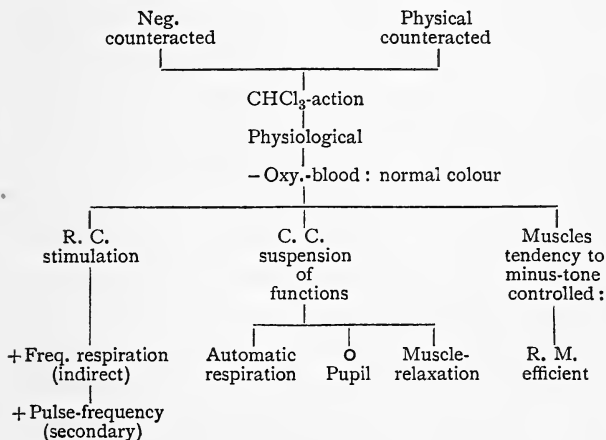 Neg.
counteracted
Physical
counteracted
CHCl₃-action
Physiological
– Oxy.-blood : normal colour
R. C.
stimulation
C. C.
suspension
of
functions
Muscles
tendency to
minus-tone
controlled :
+ Freq. respiration
(indirect)
+ Pulse-frequency
(secondary)
Automatic
respiration
O
Pupil
Muscle-
relaxation
R. M.
efficient